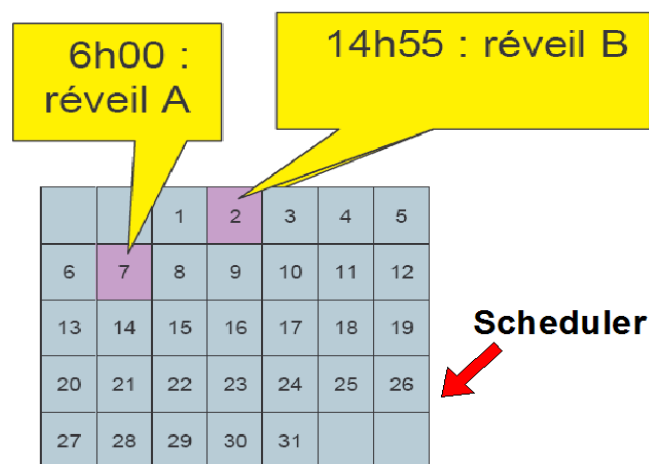 6h00 :
réveil A
14h55 : réveil B
1 2 3 4 5
6 7 8 9 10 11 12
13 14 15 16 17 18 19
20 21 22 23 24 25 26
27 28 29 30 31
Scheduler